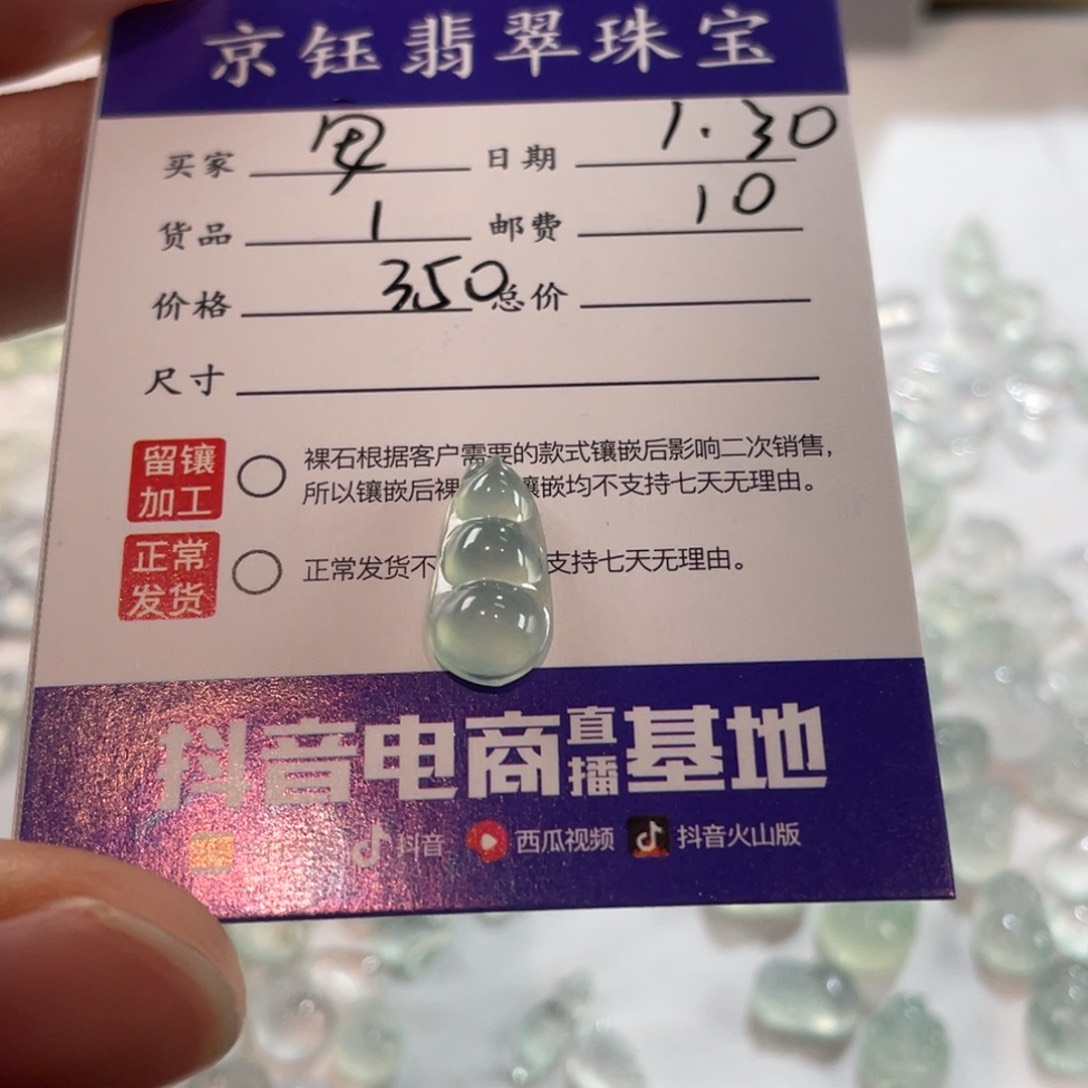 京钰翡翠珠宝
买家 日期 1.30
货品 1 邮费 10
价格 350 总价
尺寸
留镶加工 裸石根据客户需要的款式镶嵌后影响二次销售，
所以镶嵌后裸 镶嵌均不支持七天无理由。
正常发货 正常发货不 支持七天无理由。
抖音电商直播基地
抖音 西瓜视频 抖音火山版